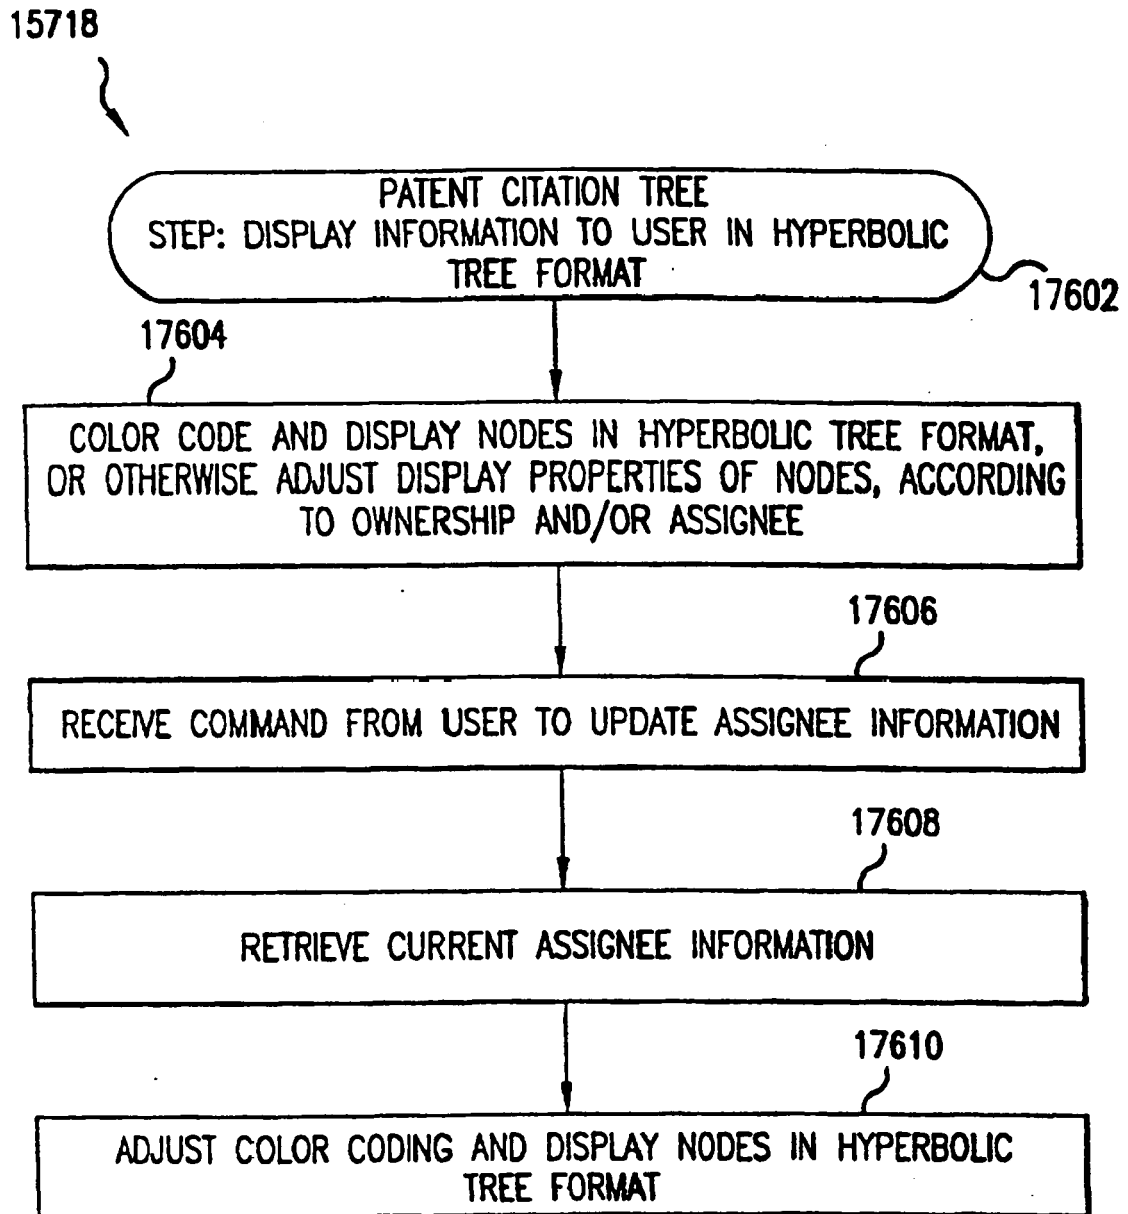 15718
PATENT CITATION TREE
STEP: DISPLAY INFORMATION TO USER IN HYPERBOLIC
TREE FORMAT
17602
17604
COLOR CODE AND DISPLAY NODES IN HYPERBOLIC TREE FORMAT,
OR OTHERWISE ADJUST DISPLAY PROPERTIES OF NODES, ACCORDING
TO OWNERSHIP AND/OR ASSIGNEE
17606
RECEIVE COMMAND FROM USER TO UPDATE ASSIGNEE INFORMATION
17608
RETRIEVE CURRENT ASSIGNEE INFORMATION
17610
ADJUST COLOR CODING AND DISPLAY NODES IN HYPERBOLIC
TREE FORMAT